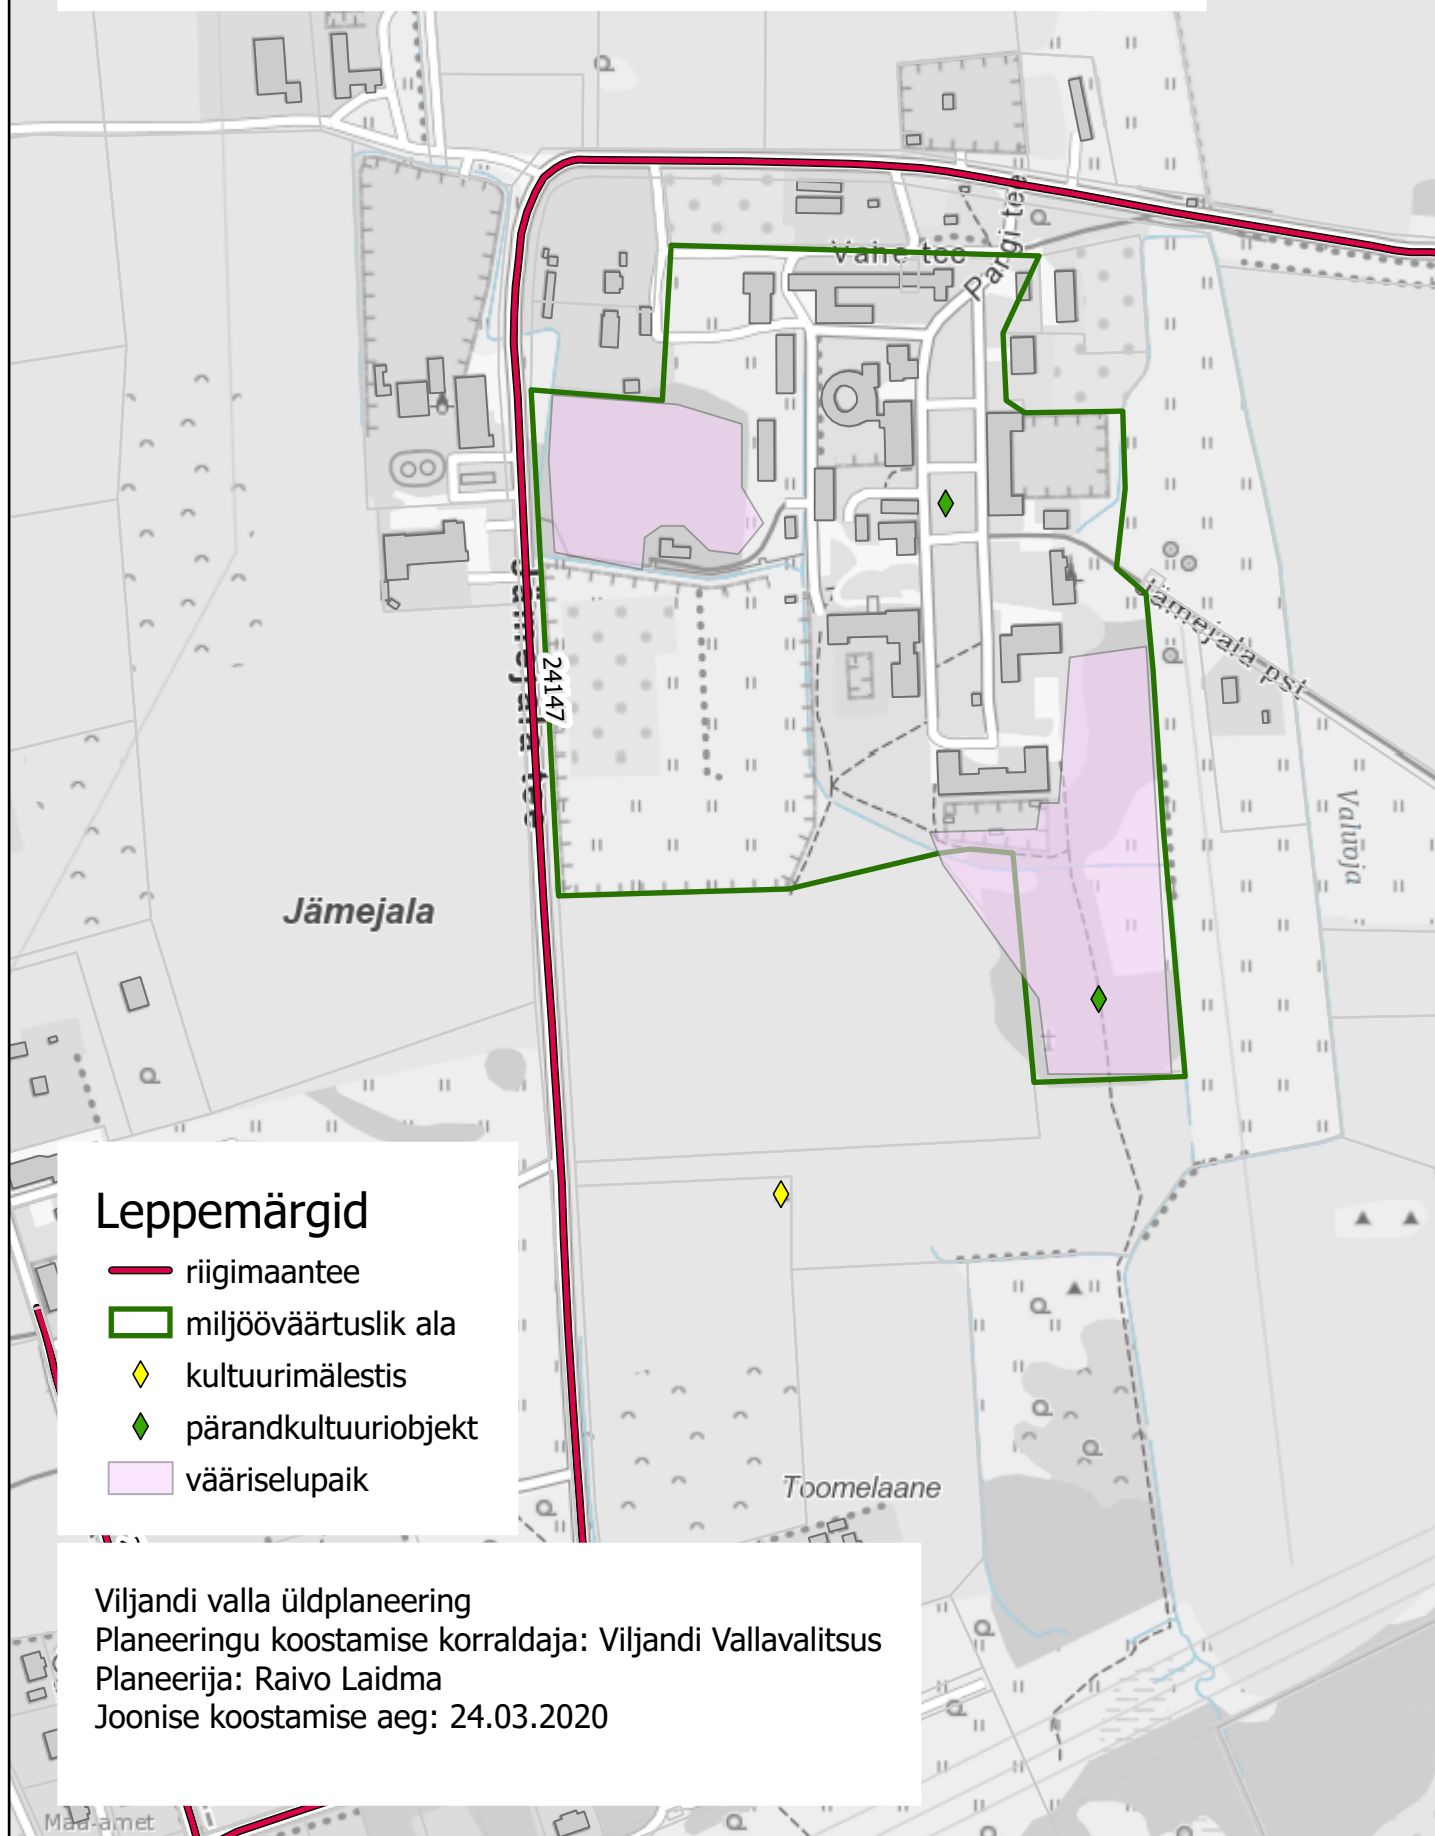 Vahe tee
Pargi tee
Jämejala tee
24147
Jämejala pst
Valuoja
Jämejala
Toomelaane
Leppemärgid
riigimaantee
miljööväärtuslik ala
kultuurimälestis
pärandkultuuriobjekt
vääriselupaik
Viljandi valla üldplaneering
Planeeringu koostamise korraldaja: Viljandi Vallavalitsus
Planeerija: Raivo Laidma
Joonise koostamise aeg: 24.03.2020
Maa-amet